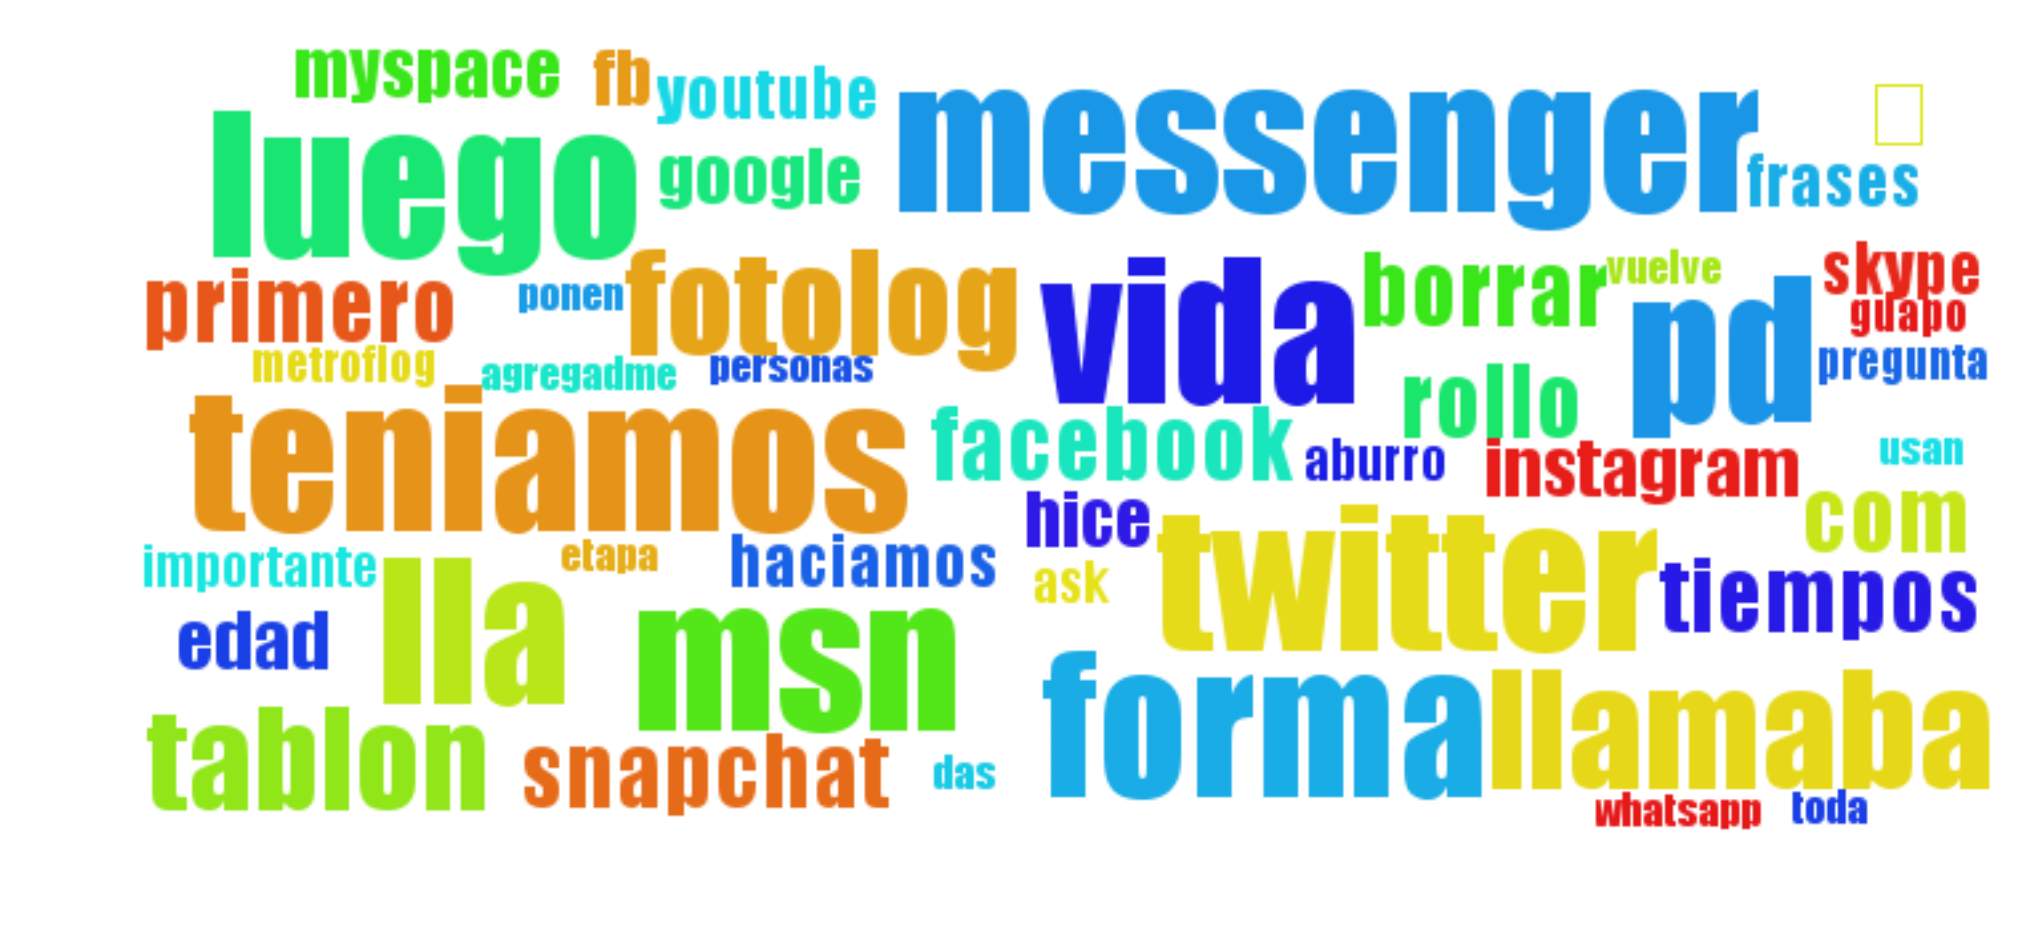 myspace fb youtube messenger
luego google frases
primero ponen fotolog vida borrar vuelve pd skype
guapo
metroflog agregadme personas rollo pregunta
teniamos facebook aburro instagram usan
importante etapa haciamos hice twitter com
edad lla msn ask tiempos
tablon snapchat das forma llamaba
whatsapp toda